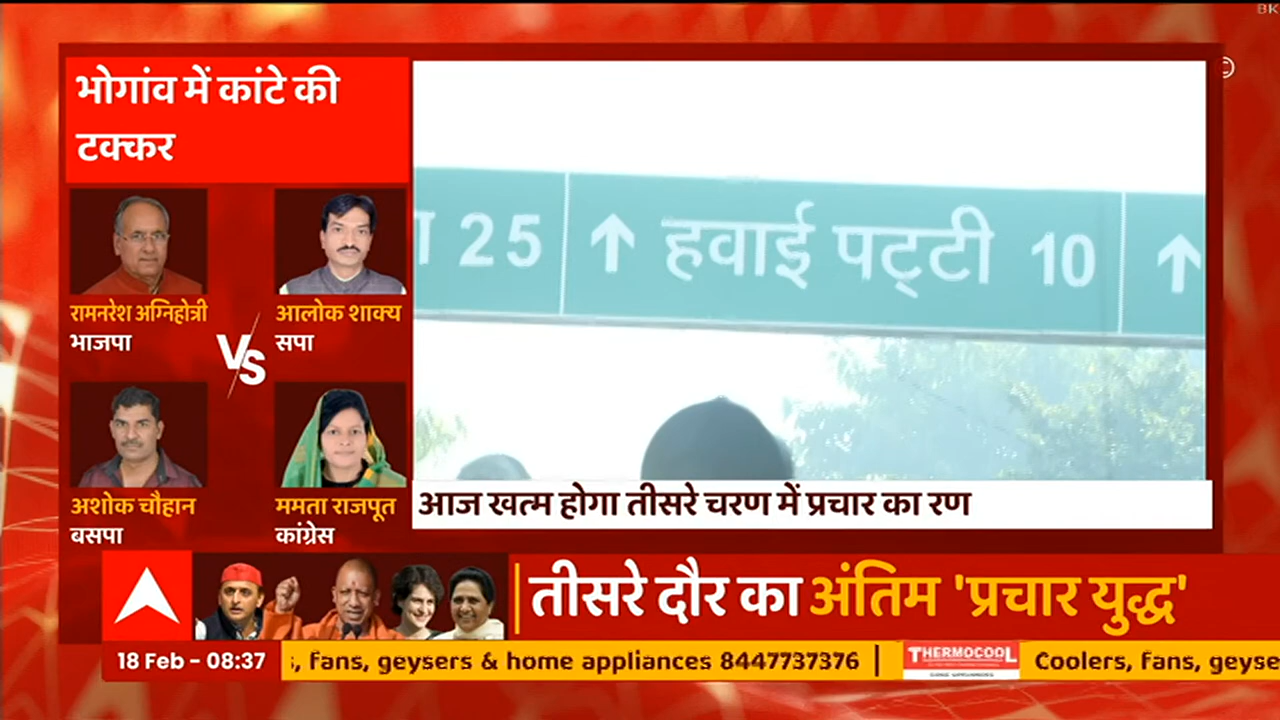 BK
भोगांव में कांटे की
टक्कर
रामनरेश अग्निहोत्री
भाजपा
आलोक शाक्य
सपा
VS
अशोक चौहान
बसपा
ममता राजपूत
कांग्रेस
25 ↑ हवाई पट्टी 10 ↑
आज खत्म होगा तीसरे चरण में प्रचार का रण
तीसरे दौर का अंतिम 'प्रचार युद्ध'
18 Feb - 08:37
, fans, geysers & home appliances 8447737376 | THERMOCOOL Coolers, fans, geyse